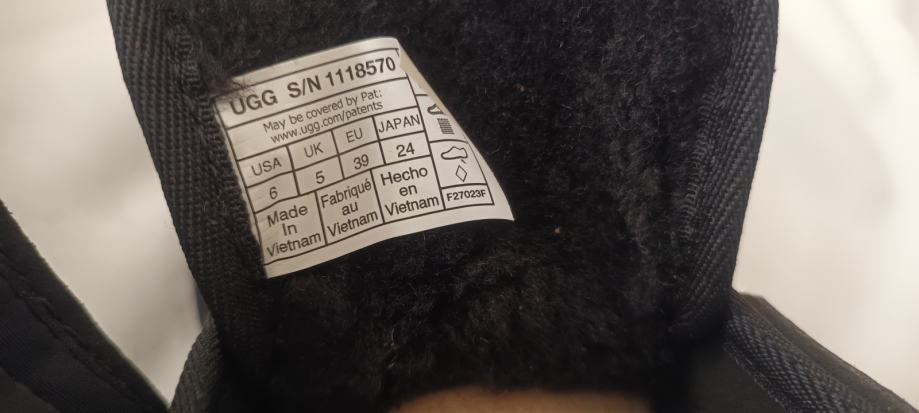 UGG S/N 1118570
May be covered by Pat:
www.ugg.com/patents
USA UK EU JAPAN
6 5 39 24
Made In Vietnam
Fabriqué au Vietnam
Hecho en Vietnam
F27023F